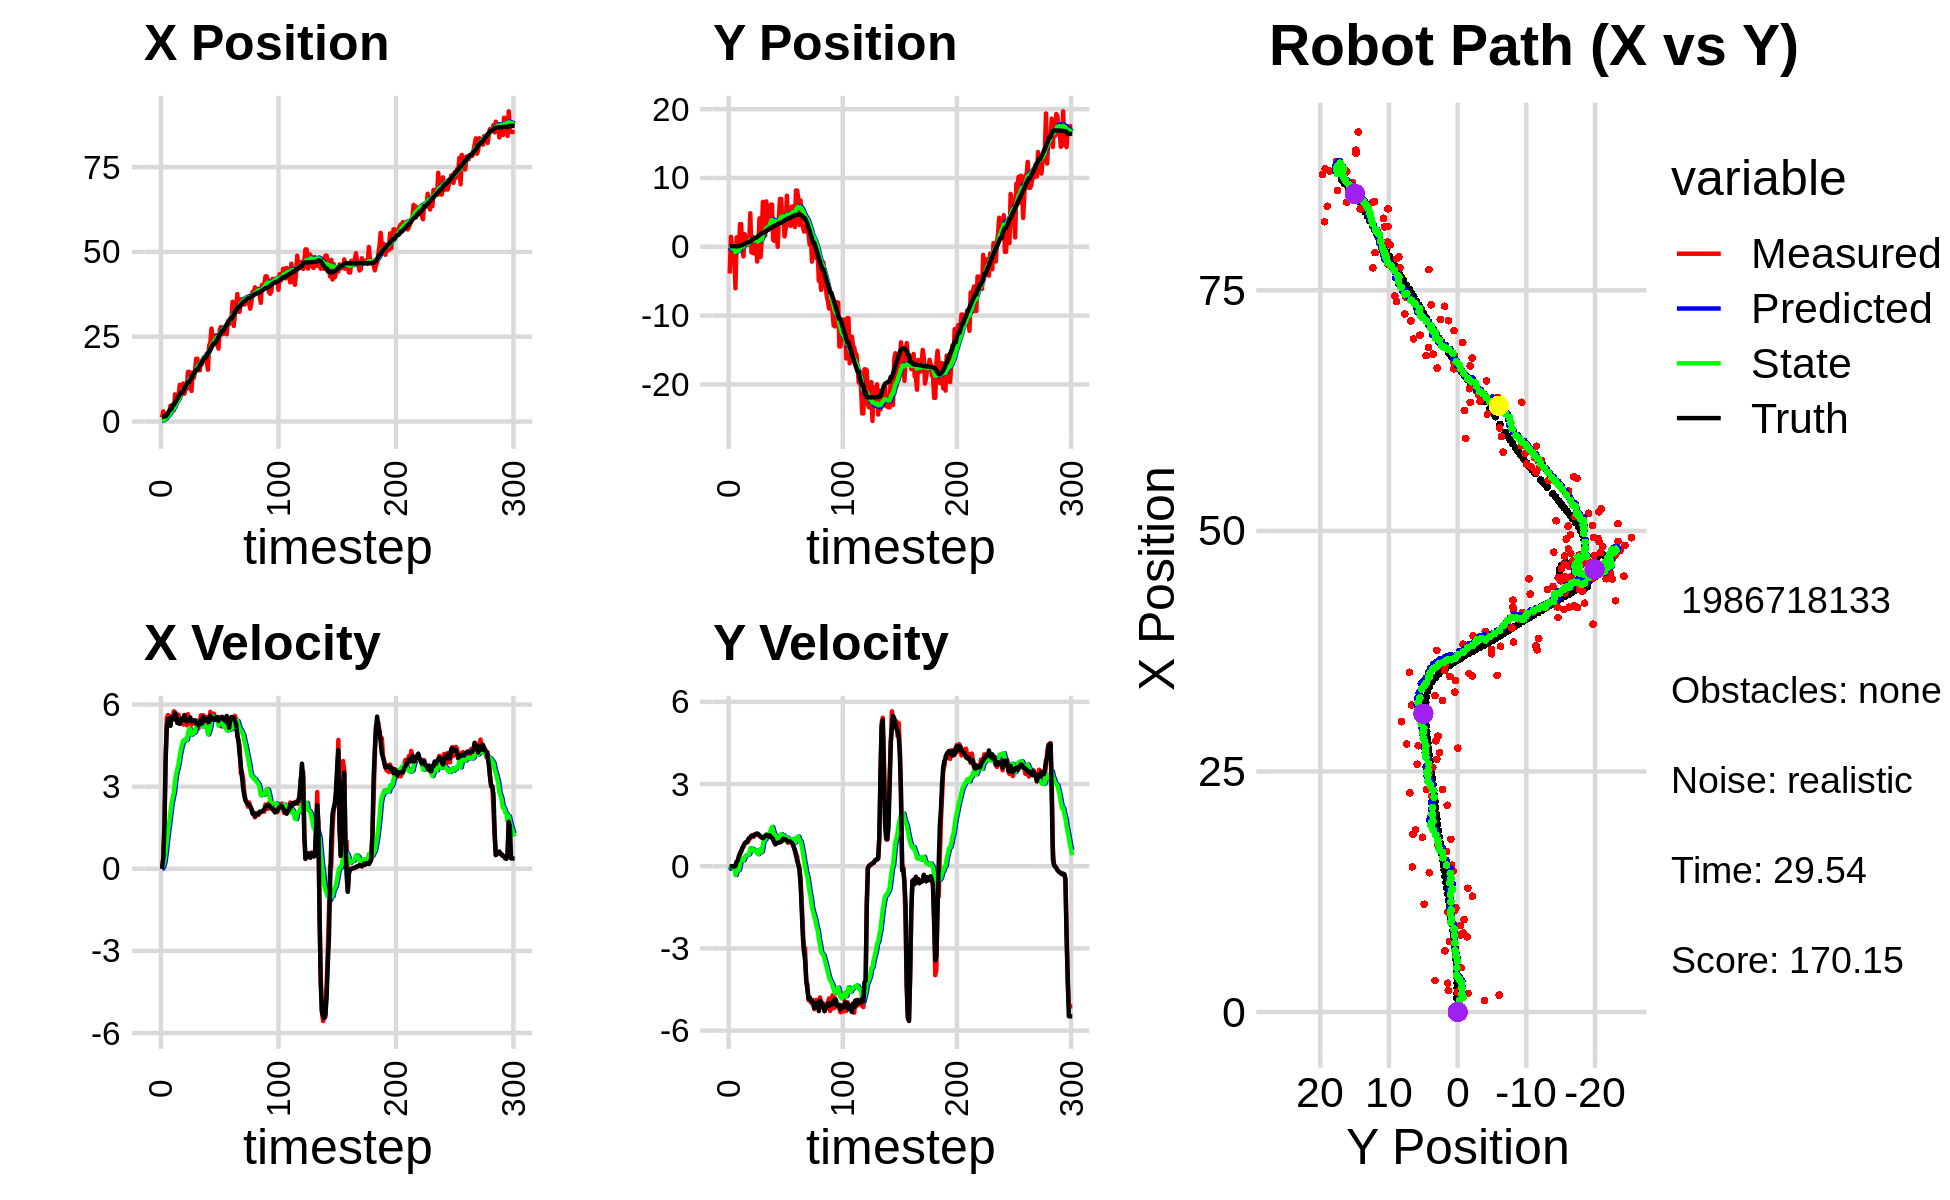 X Position
75
50
25
0
0
100
200
300
timestep
Y Position
20
10
0
-10
-20
0
100
200
300
timestep
X Velocity
6
3
0
-3
-6
0
100
200
300
timestep
Y Velocity
6
3
0
-3
-6
0
100
200
300
timestep
Robot Path (X vs Y)
X Position
75
50
25
0
20 10 0 -10 -20
Y Position
variable
Measured
Predicted
State
Truth
1986718133
Obstacles: none
Noise: realistic
Time: 29.54
Score: 170.15